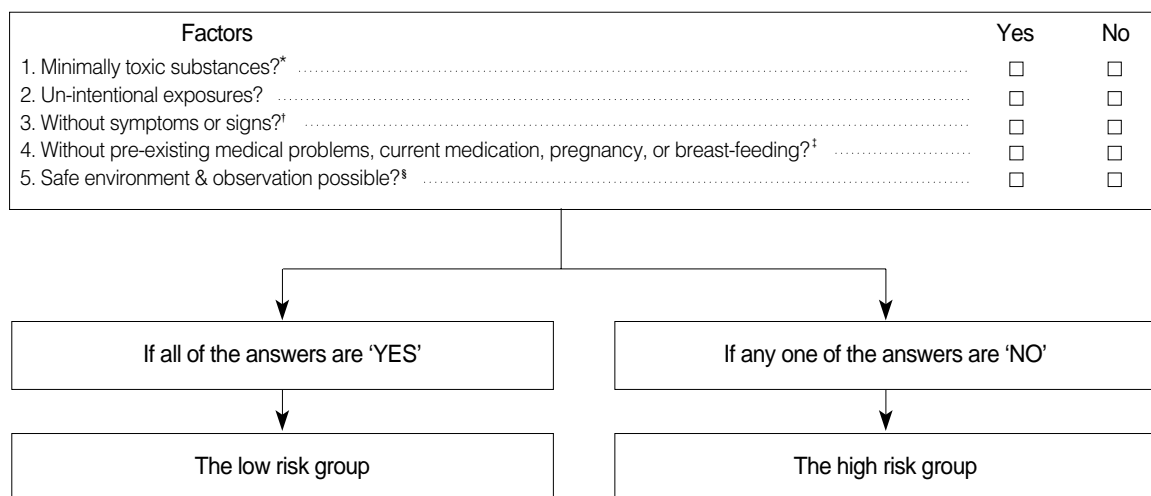 Factors Yes No
1. Minimally toxic substances?* ☐ ☐
2. Un-intentional exposures? ☐ ☐
3. Without symptoms or signs?† ☐ ☐
4. Without pre-existing medical problems, current medication, pregnancy, or breast-feeding?‡ ☐ ☐
5. Safe environment & observation possible?§ ☐ ☐
If all of the answers are ‘YES’
If any one of the answers are ‘NO’
The low risk group
The high risk group